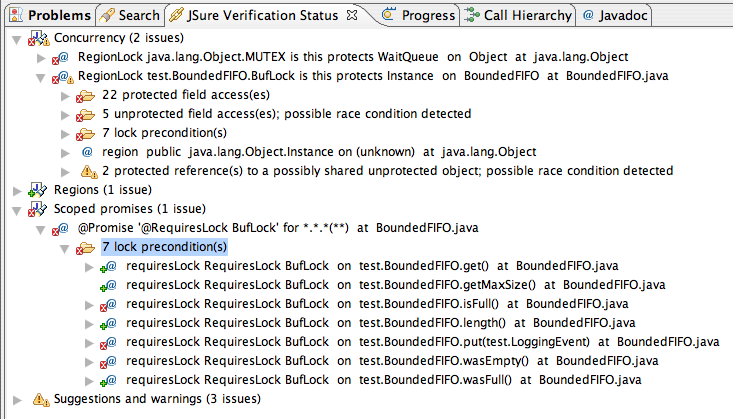 Problems Search JSure Verification Status Progress Call Hierarchy @ Javadoc
Concurrency (2 issues)
@ RegionLock java.lang.Object.MUTEX is this protects WaitQueue on Object at java.lang.Object
@ RegionLock test.BoundedFIFO.BufLock is this protects Instance on BoundedFIFO at BoundedFIFO.java
22 protected field access(es)
5 unprotected field access(es); possible race condition detected
7 lock precondition(s)
@ region public java.lang.Object.Instance on (unknown) at java.lang.Object
2 protected reference(s) to a possibly shared unprotected object; possible race condition detected
Regions (1 issue)
Scoped promises (1 issue)
@ @Promise '@RequiresLock BufLock' for *.*.*(**) at BoundedFIFO.java
7 lock precondition(s)
@ requiresLock RequiresLock BufLock on test.BoundedFIFO.get() at BoundedFIFO.java
@ requiresLock RequiresLock BufLock on test.BoundedFIFO.getMaxSize() at BoundedFIFO.java
@ requiresLock RequiresLock BufLock on test.BoundedFIFO.isFull() at BoundedFIFO.java
@ requiresLock RequiresLock BufLock on test.BoundedFIFO.length() at BoundedFIFO.java
@ requiresLock RequiresLock BufLock on test.BoundedFIFO.put(test.LoggingEvent) at BoundedFIFO.java
@ requiresLock RequiresLock BufLock on test.BoundedFIFO.wasEmpty() at BoundedFIFO.java
@ requiresLock RequiresLock BufLock on test.BoundedFIFO.wasFull() at BoundedFIFO.java
Suggestions and warnings (3 issues)